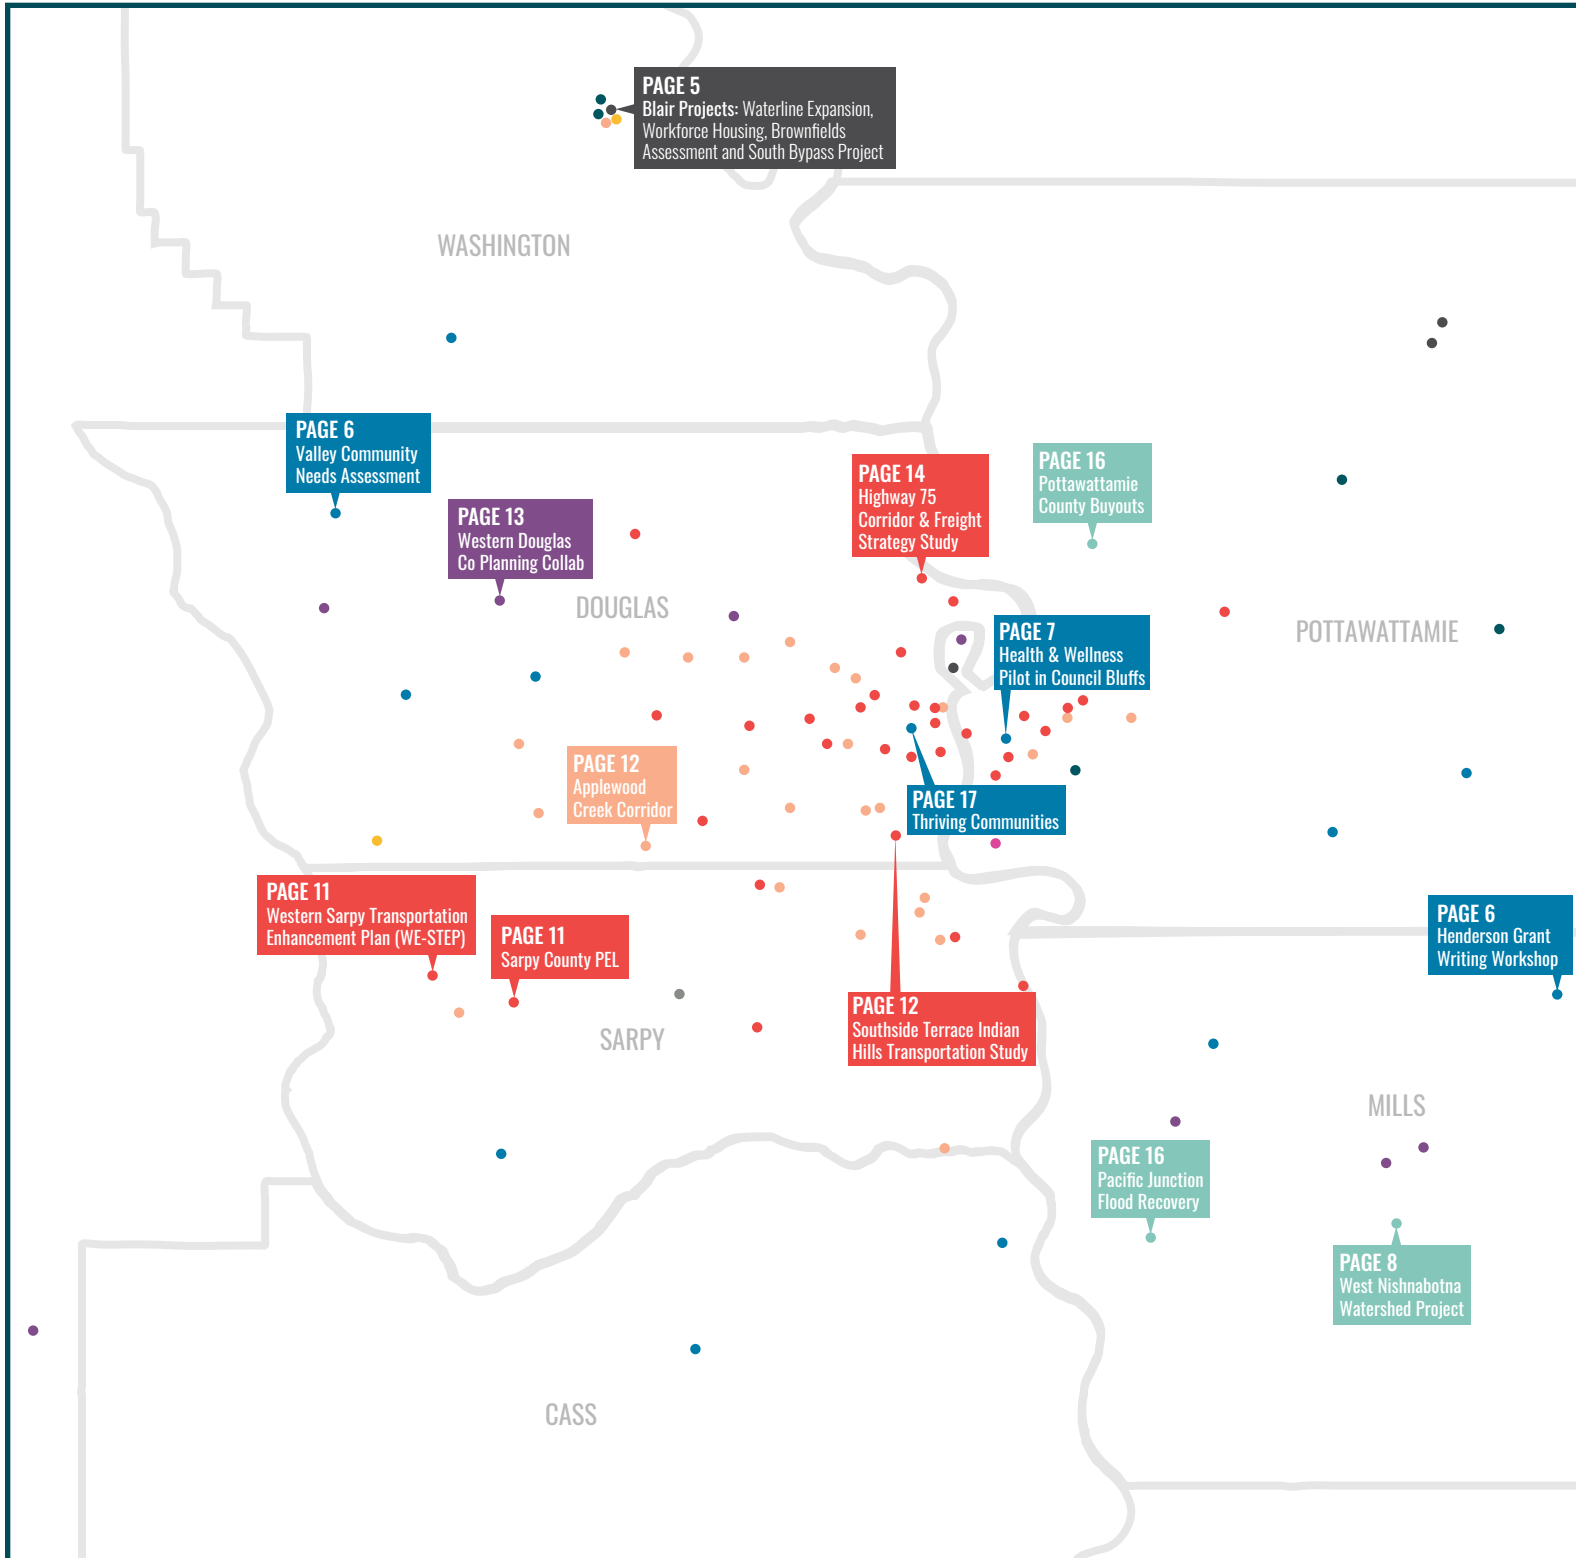 PAGE 5
Blair Projects: Waterline Expansion,
Workforce Housing, Brownfields
Assessment and South Bypass Project
WASHINGTON
PAGE 6
Valley Community
Needs Assessment
PAGE 13
Western Douglas
Co Planning Collab
PAGE 14
Highway 75
Corridor & Freight
Strategy Study
PAGE 16
Pottawattamie
County Buyouts
DOUGLAS
PAGE 7
Health & Wellness
Pilot in Council Bluffs
POTTAWATTAMIE
PAGE 12
Applewood
Creek Corridor
PAGE 17
Thriving Communities
PAGE 11
Western Sarpy Transportation
Enhancement Plan (WE-STEP)
PAGE 11
Sarpy County PEL
PAGE 6
Henderson Grant
Writing Workshop
SARPY
PAGE 12
Southside Terrace Indian
Hills Transportation Study
MILLS
PAGE 16
Pacific Junction
Flood Recovery
PAGE 8
West Nishnabotna
Watershed Project
CASS